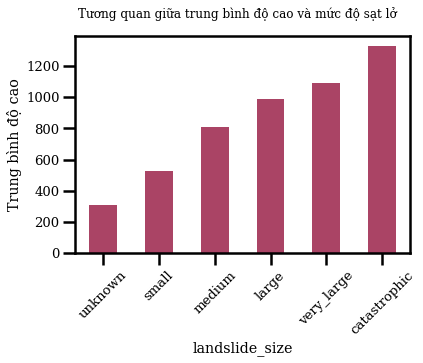 Tương quan giữa trung bình độ cao và mức độ sạt lở
Trung bình độ cao
1200
1000
800
600
400
200
0
unknown
small
medium
large
very_large
catastrophic
landslide_size